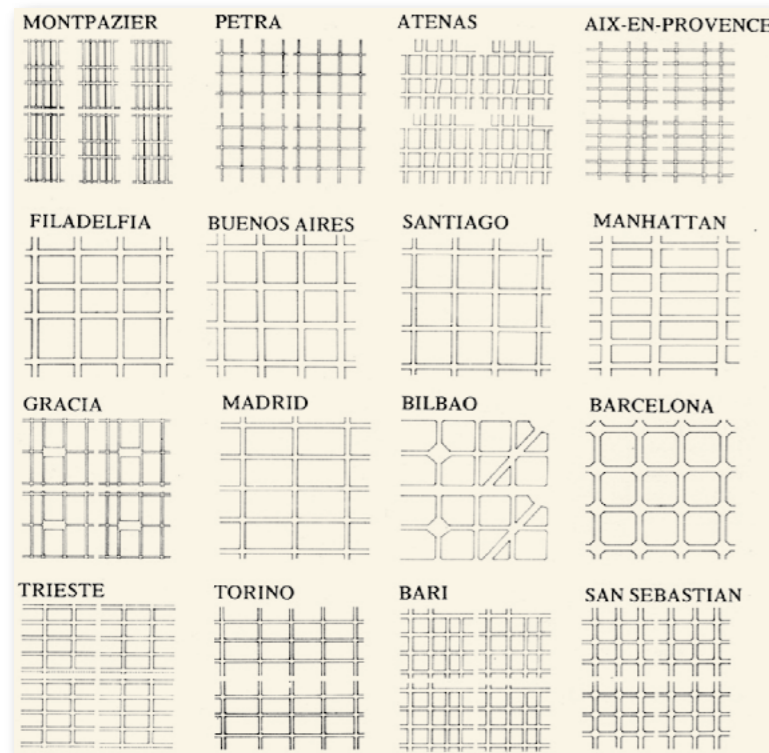 MONTPAZIER PETRA ATENAS AIX-EN-PROVENCE
FILADELFIA BUENOS AIRES SANTIAGO MANHATTAN
GRACIA MADRID BILBAO BARCELONA
TRIESTE TORINO BARI SAN SEBASTIAN